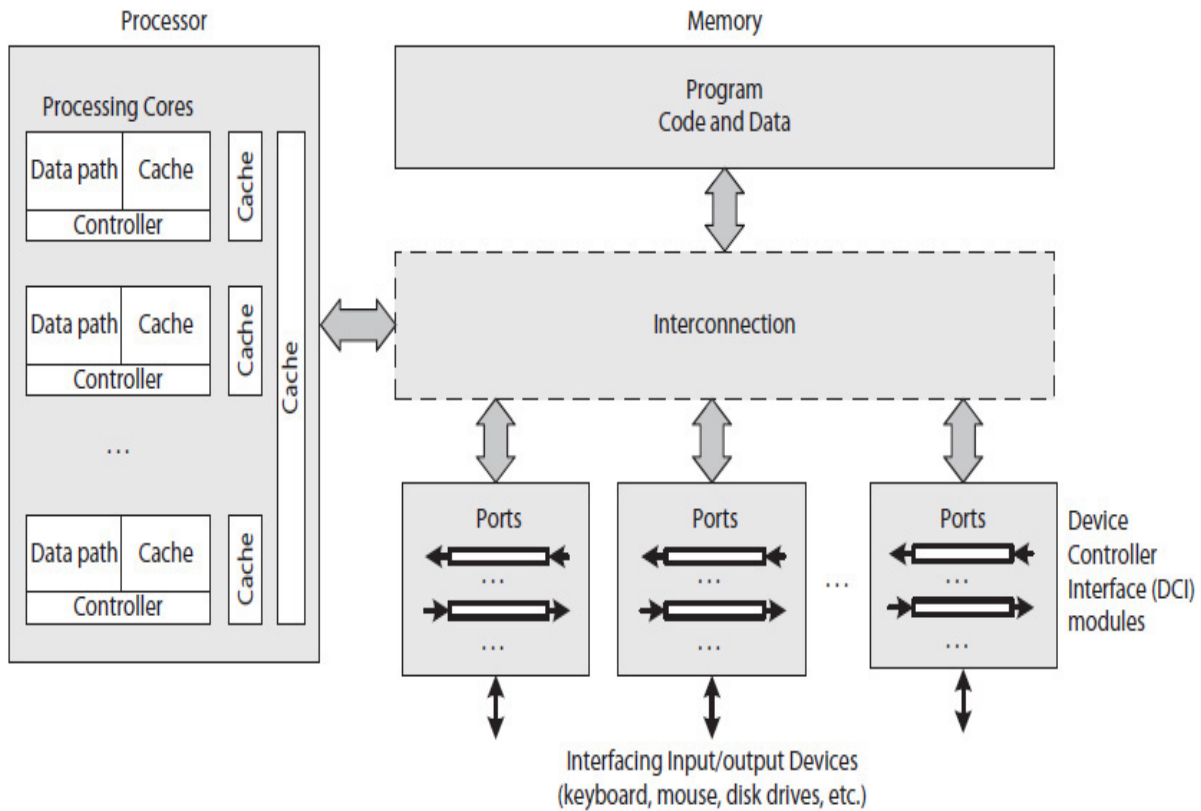 Processor
Memory
Processing Cores
Data path
Cache
Controller
Cache
Data path
Cache
Controller
Cache
...
Data path
Cache
Controller
Cache
Cache
Program
Code and Data
Interconnection
Ports
...
...
Ports
...
...
...
Ports
...
...
Device
Controller
Interface (DCI)
modules
Interfacing Input/output Devices
(keyboard, mouse, disk drives, etc.)